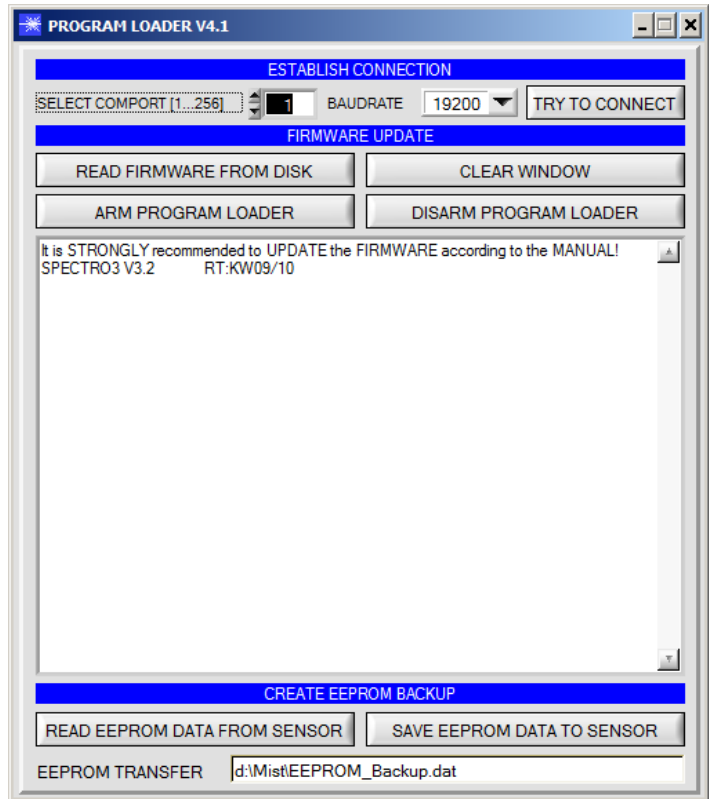 PROGRAM LOADER V4.1
ESTABLISH CONNECTION
SELECT COMPORT [1...256] 1 BAUDRATE 19200 TRY TO CONNECT
FIRMWARE UPDATE
READ FIRMWARE FROM DISK CLEAR WINDOW
ARM PROGRAM LOADER DISARM PROGRAM LOADER
It is STRONGLY recommended to UPDATE the FIRMWARE according to the MANUAL!
SPECTRO3 V3.2 RT:KW09/10
CREATE EEPROM BACKUP
READ EEPROM DATA FROM SENSOR SAVE EEPROM DATA TO SENSOR
EEPROM TRANSFER d:\Mist\EEPROM_Backup.dat